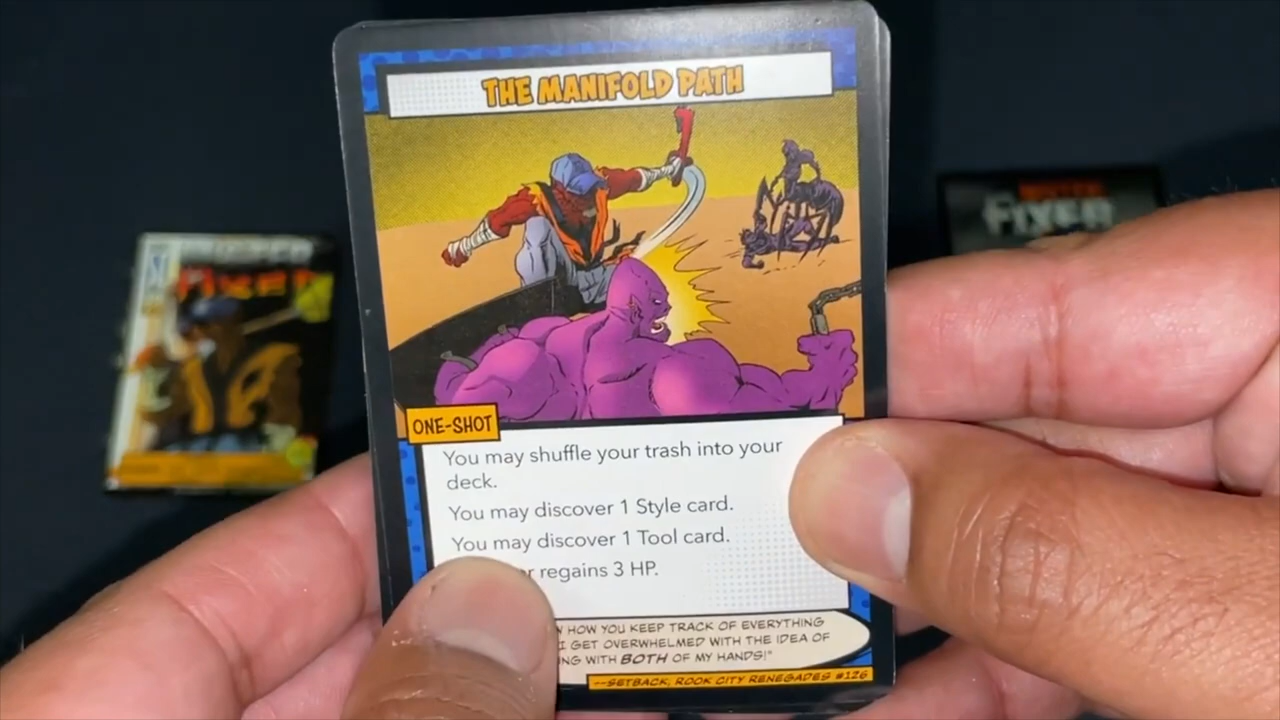 THE MANIFOLD PATH
FIXER
FIXER
ONE-SHOT
You may shuffle your trash into your
deck.
You may discover 1 Style card.
You may discover 1 Tool card.
regains 3 HP.
HOW YOU KEEP TRACK OF EVERYTHING
I GET OVERWHELMED WITH THE IDEA OF
WITH BOTH OF MY HANDS!"
--SETBACK, ROOK CITY RENEGADES #126